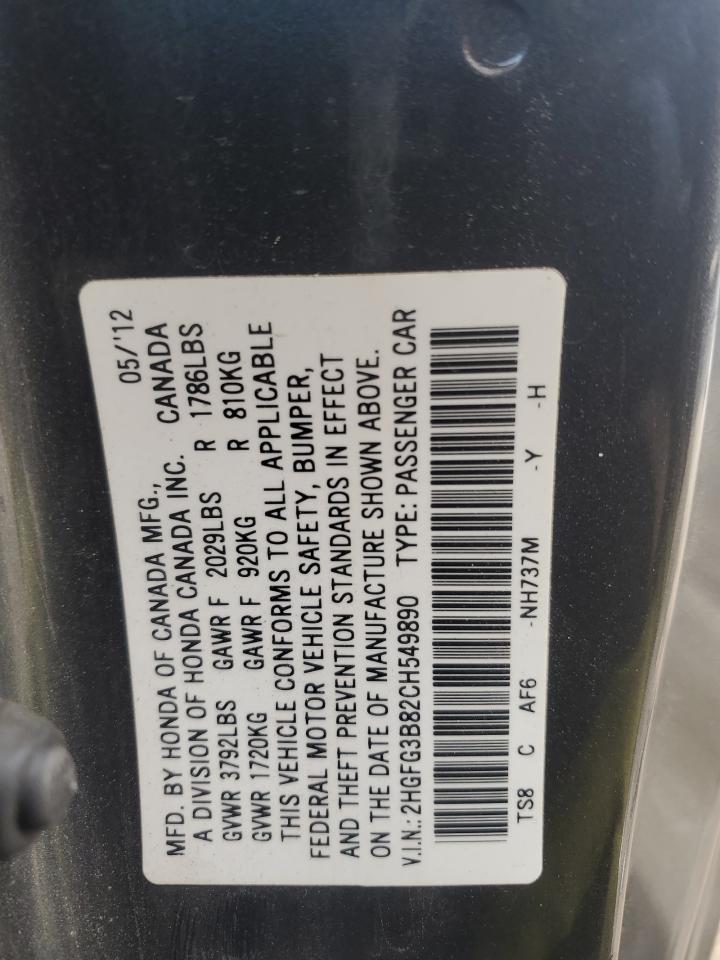 MFD. BY HONDA OF CANADA MFG., 05/'12
A DIVISION OF HONDA CANADA INC. CANADA
GVWR 3792LBS GAWR F 2029LBS R 1786LBS
GVWR 1720KG GAWR F 920KG R 810KG
THIS VEHICLE CONFORMS TO ALL APPLICABLE
FEDERAL MOTOR VEHICLE SAFETY, BUMPER,
AND THEFT PREVENTION STANDARDS IN EFFECT
ON THE DATE OF MANUFACTURE SHOWN ABOVE.
V.I.N.: 2HGFG3B82CH549890 TYPE: PASSENGER CAR
TS8 C AF6 -NH737M -Y -H